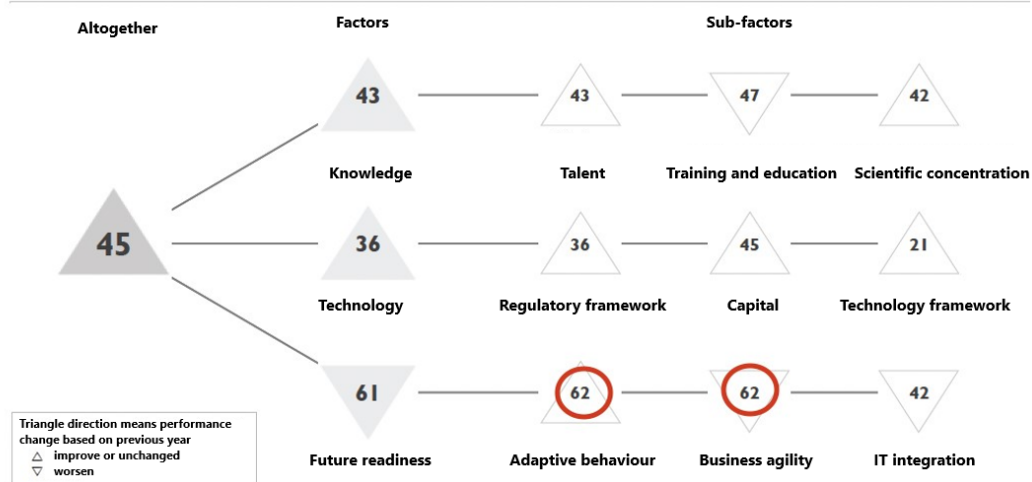 Altogether
Factors
Sub-factors
43
43
47
42
Knowledge
Talent
Training and education
Scientific concentration
45
36
36
45
21
Technology
Regulatory framework
Capital
Technology framework
61
62
62
42
Future readiness
Adaptive behaviour
Business agility
IT integration
Triangle direction means performance
change based on previous year
improve or unchanged
worsen